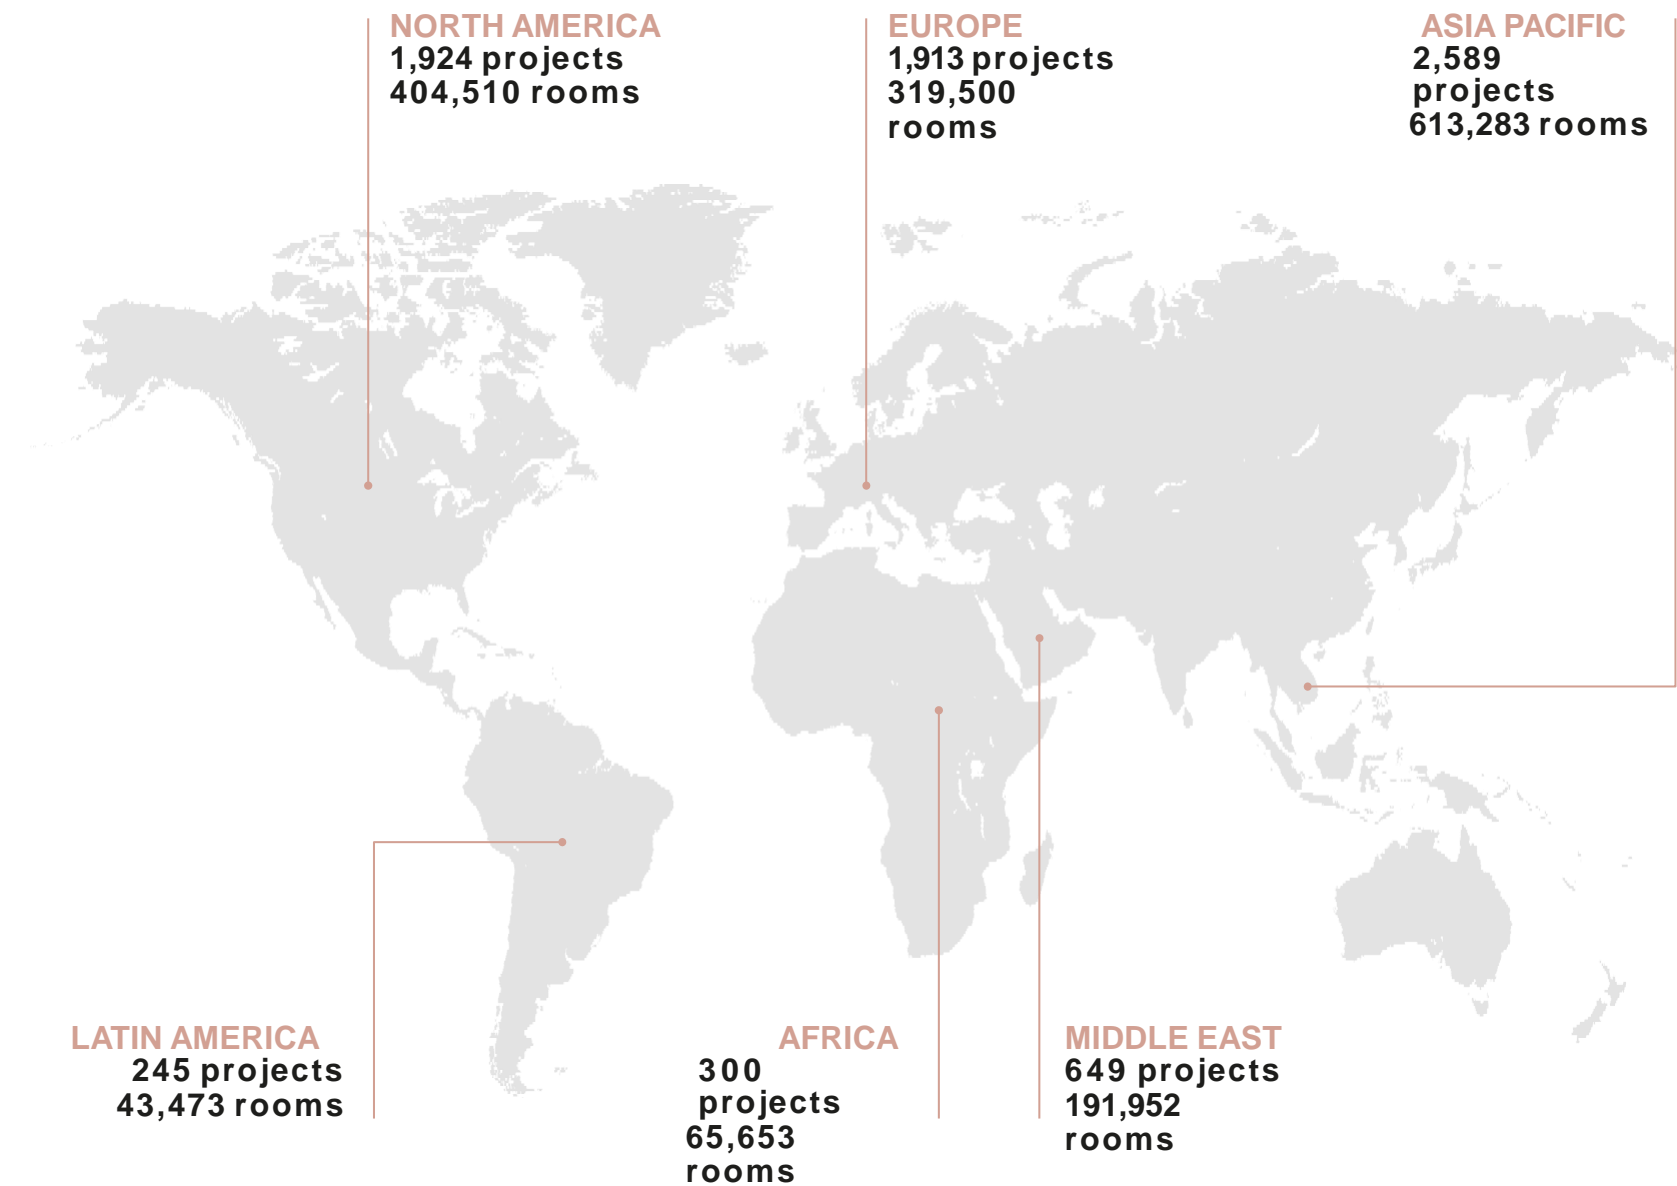 NORTH AMERICA
1,924 projects
404,510 rooms
EUROPE
1,913 projects
319,500
rooms
ASIA PACIFIC
2,589
projects
613,283 rooms
LATIN AMERICA
245 projects
43,473 rooms
AFRICA
300
projects
65,653
rooms
MIDDLE EAST
649 projects
191,952
rooms